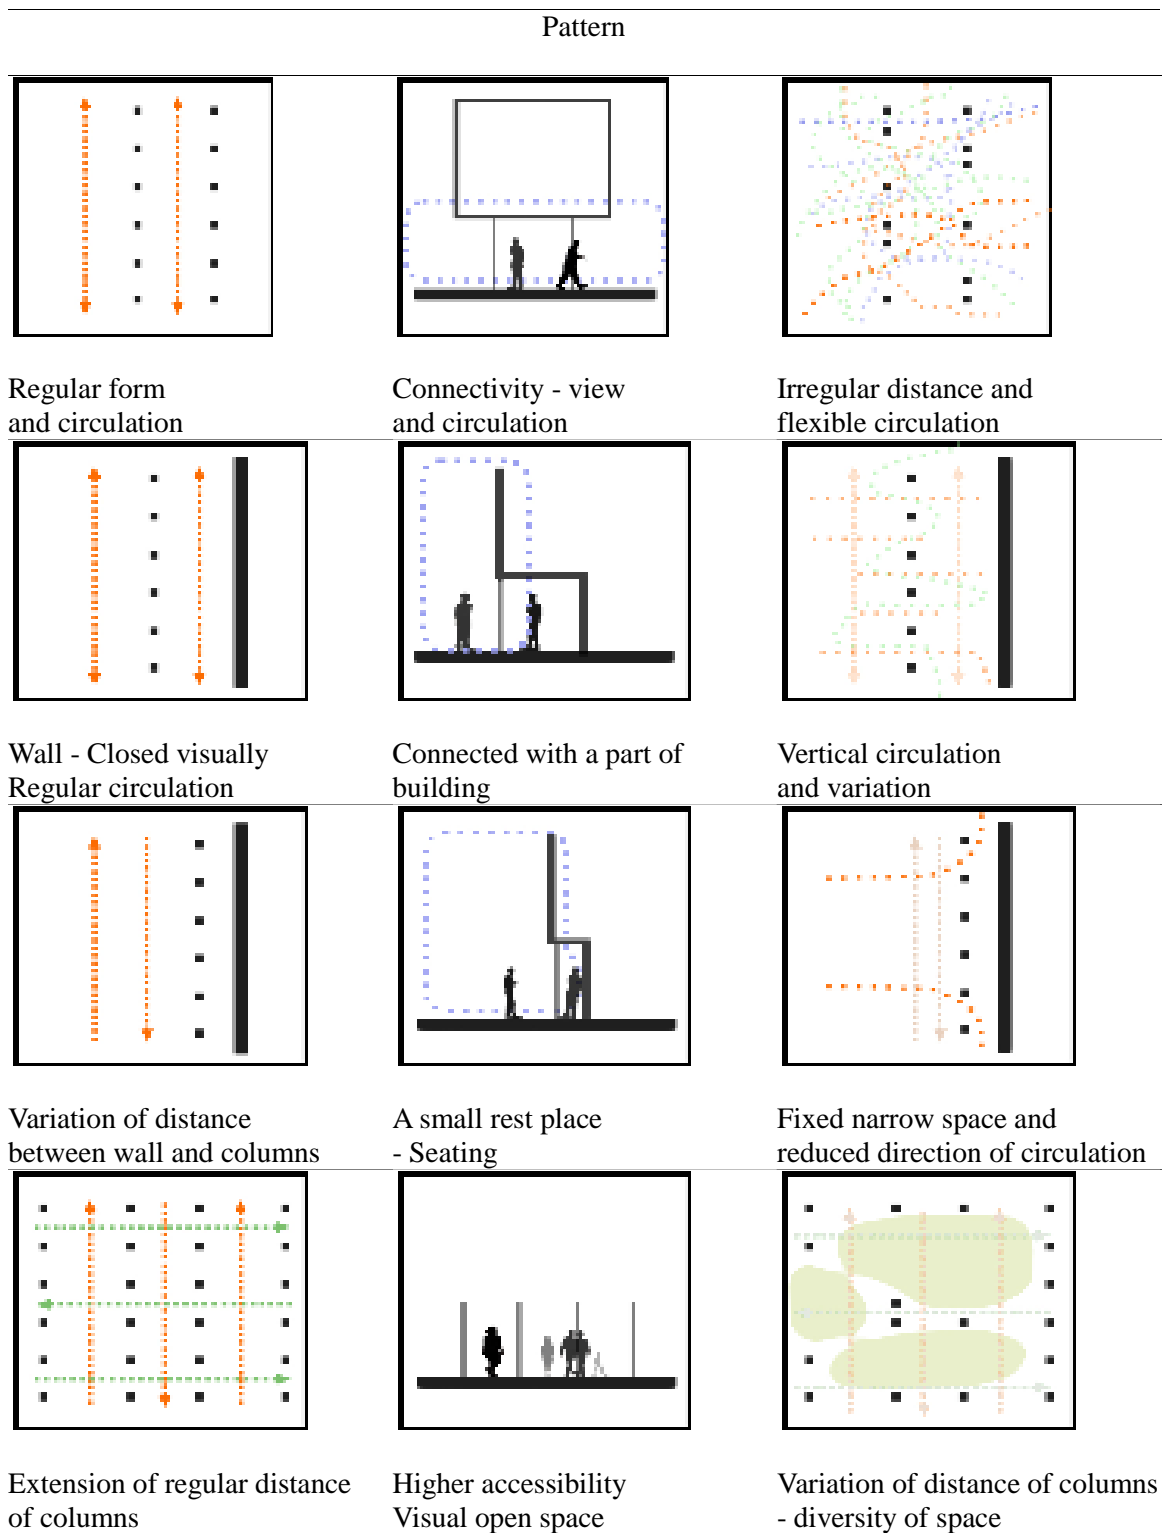 Pattern
Regular form
and circulation
Connectivity - view
and circulation
Irregular distance and
flexible circulation
Wall - Closed visually
Regular circulation
Connected with a part of
building
Vertical circulation
and variation
Variation of distance
between wall and columns
A small rest place
- Seating
Fixed narrow space and
reduced direction of circulation
Extension of regular distance
of columns
Higher accessibility
Visual open space
Variation of distance of columns
- diversity of space